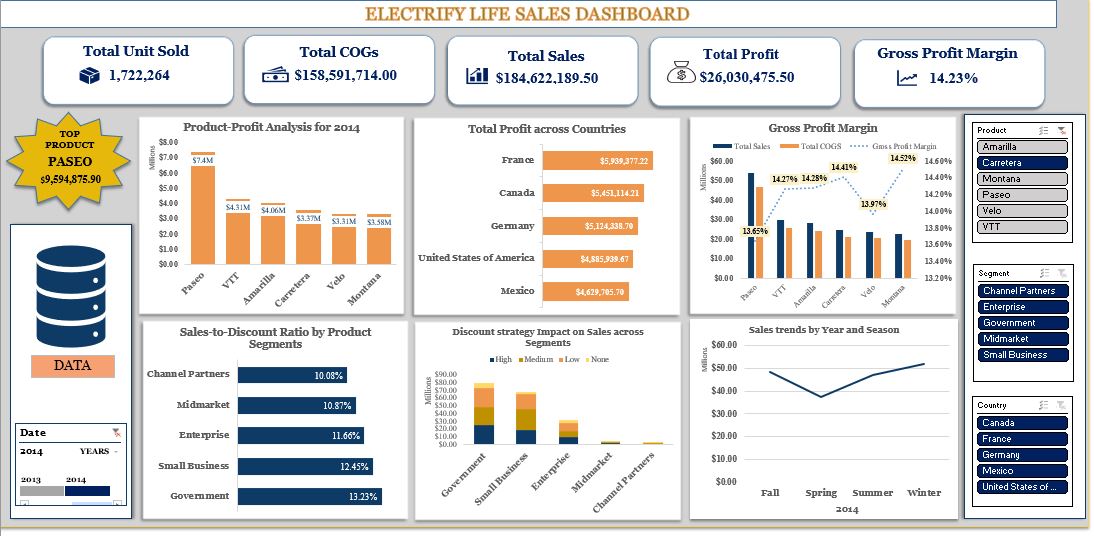 ELECTRIFY LIFE SALES DASHBOARD
Total Unit Sold
1,722,264
Total COGs
$158,591,714.00
Total Sales
$184,622,189.50
Total Profit
$26,030,475.50
Gross Profit Margin
14.23%
TOP
PRODUCT
PASEO
$9,594,875.90
DATA
Date
2014 YEARS
2013 2014
Product-Profit Analysis for 2014
Millions
$8.00
$7.00
$6.00
$5.00
$4.00
$3.00
$2.00
$1.00
$0.00
$7.4M
$4.31M
$4.06M
$3.37M
$3.31M
$3.58M
Paseo
VTT
Amarilla
Carretera
Velo
Montana
Total Profit across Countries
France $5,939,377.22
Canada $5,451,114.21
Germany $5,124,338.70
United States of America $4,885,939.67
Mexico $4,629,705.70
Gross Profit Margin
Total Sales Total COGS Gross Profit Margin
Millions
$60.00
$50.00
$40.00
$30.00
$20.00
$10.00
$0.00
13.65%
14.27%
14.28%
14.41%
13.97%
14.52%
14.60%
14.40%
14.20%
14.00%
13.80%
13.60%
13.40%
13.20%
Paseo
VTT
Amarilla
Carretera
Velo
Montana
Sales-to-Discount Ratio by Product
Segments
Channel Partners 10.08%
Midmarket 10.87%
Enterprise 11.66%
Small Business 12.45%
Government 13.23%
Discount strategy Impact on Sales across
Segments
High Medium Low None
Millions
$90.00
$80.00
$70.00
$60.00
$50.00
$40.00
$30.00
$20.00
$10.00
$0.00
Government
Small Business
Enterprise
Midmarket
Channel Partners
Sales trends by Year and Season
Millions
$60.00
$50.00
$40.00
$30.00
$20.00
$10.00
$0.00
Fall Spring Summer Winter
2014
Product
Amarilla
Carretera
Montana
Paseo
Velo
VTT
Segment
Channel Partners
Enterprise
Government
Midmarket
Small Business
Country
Canada
France
Germany
Mexico
United States of ...